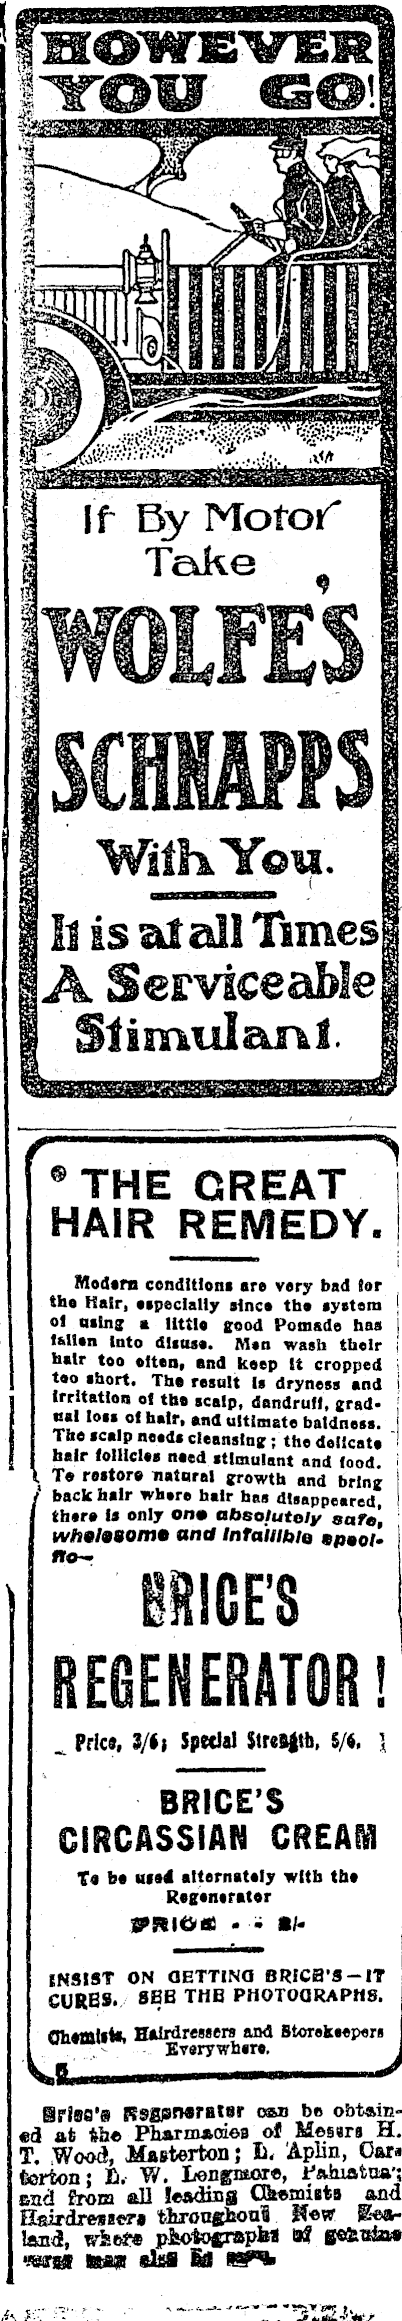 HOWEVER
YOU GO!
If By Motor
Take
WOLFE'S
SCHNAPPS
With You.
It is at all Times
A Serviceable
Stimulant.
THE GREAT
HAIR REMEDY.
Modern conditions are very bad for
the Hair, especially since the system
of using a little good Pomade has
fallen into disuse. Men wash their
hair too often, and keep it cropped
too short. The result is dryness and
irritation of the scalp, dandruff, grad-
ual loss of hair, and ultimate baldness.
The scalp needs cleansing; the delicate
hair follicles need stimulant and food.
To restore natural growth and bring
back hair where hair has disappeared,
there is only one absolutely safe,
wholesome and infallible speci-
fic—
BRICE'S
REGENERATOR!
Price, 3/6; Special Strength, 5/6.
BRICE'S
CIRCASSIAN CREAM
To be used alternately with the
Regenerator
PRICE - - 2/-
INSIST ON GETTING BRICE'S—IT
CURES. SEE THE PHOTOGRAPHS.
Chemists, Hairdressers and Storekeepers
Everywhere.
5
Brice's Regenerator can be obtain-
ed at the Pharmacies of Messrs H.
T. Wood, Masterton; L. Aplin, Car-
terton; L. W. Longmore, Pahiatua;
and from all leading Chemists and
Hairdressers throughout New Zea-
land, where photographs of genuine
may also be